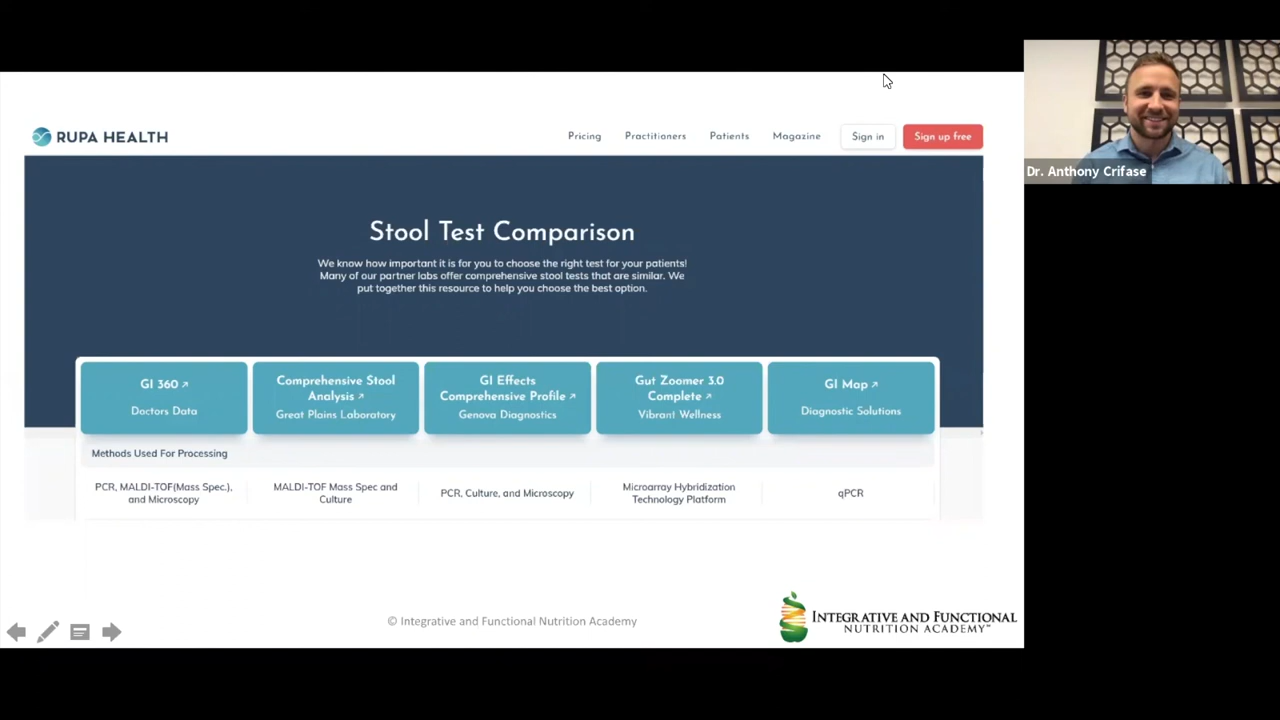 RUPA HEALTH
Pricing
Practitioners
Patients
Magazine
Sign in
Sign up free
Stool Test Comparison
We know how important it is for you to choose the right test for your patients!
Many of our partner labs offer comprehensive stool tests that are similar. We
put together this resource to help you choose the best option.
GI 360 ↗
Doctors Data
Comprehensive Stool
Analysis ↗
Great Plains Laboratory
GI Effects
Comprehensive Profile ↗
Genova Diagnostics
Gut Zoomer 3.0
Complete ↗
Vibrant Wellness
GI Map ↗
Diagnostic Solutions
Methods Used For Processing
PCR, MALDI-TOF(Mass Spec.),
and Microscopy
MALDI-TOF Mass Spec and
Culture
PCR, Culture, and Microscopy
Microarray Hybridization
Technology Platform
qPCR
© Integrative and Functional Nutrition Academy
INTEGRATIVE AND FUNCTIONAL
NUTRITION ACADEMY™
Dr. Anthony Crifase